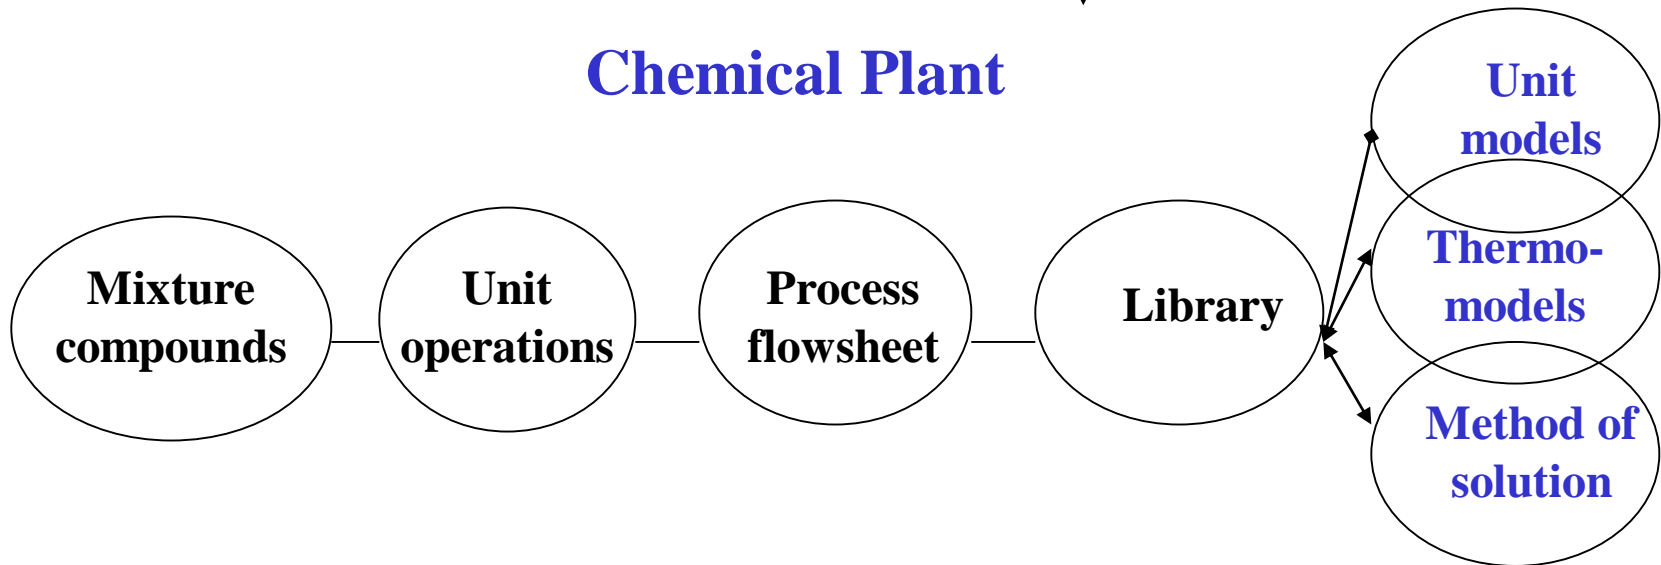 Chemical Plant
Mixture
compounds
Unit
operations
Process
flowsheet
Library
Unit
models
Thermo-
models
Method of
solution